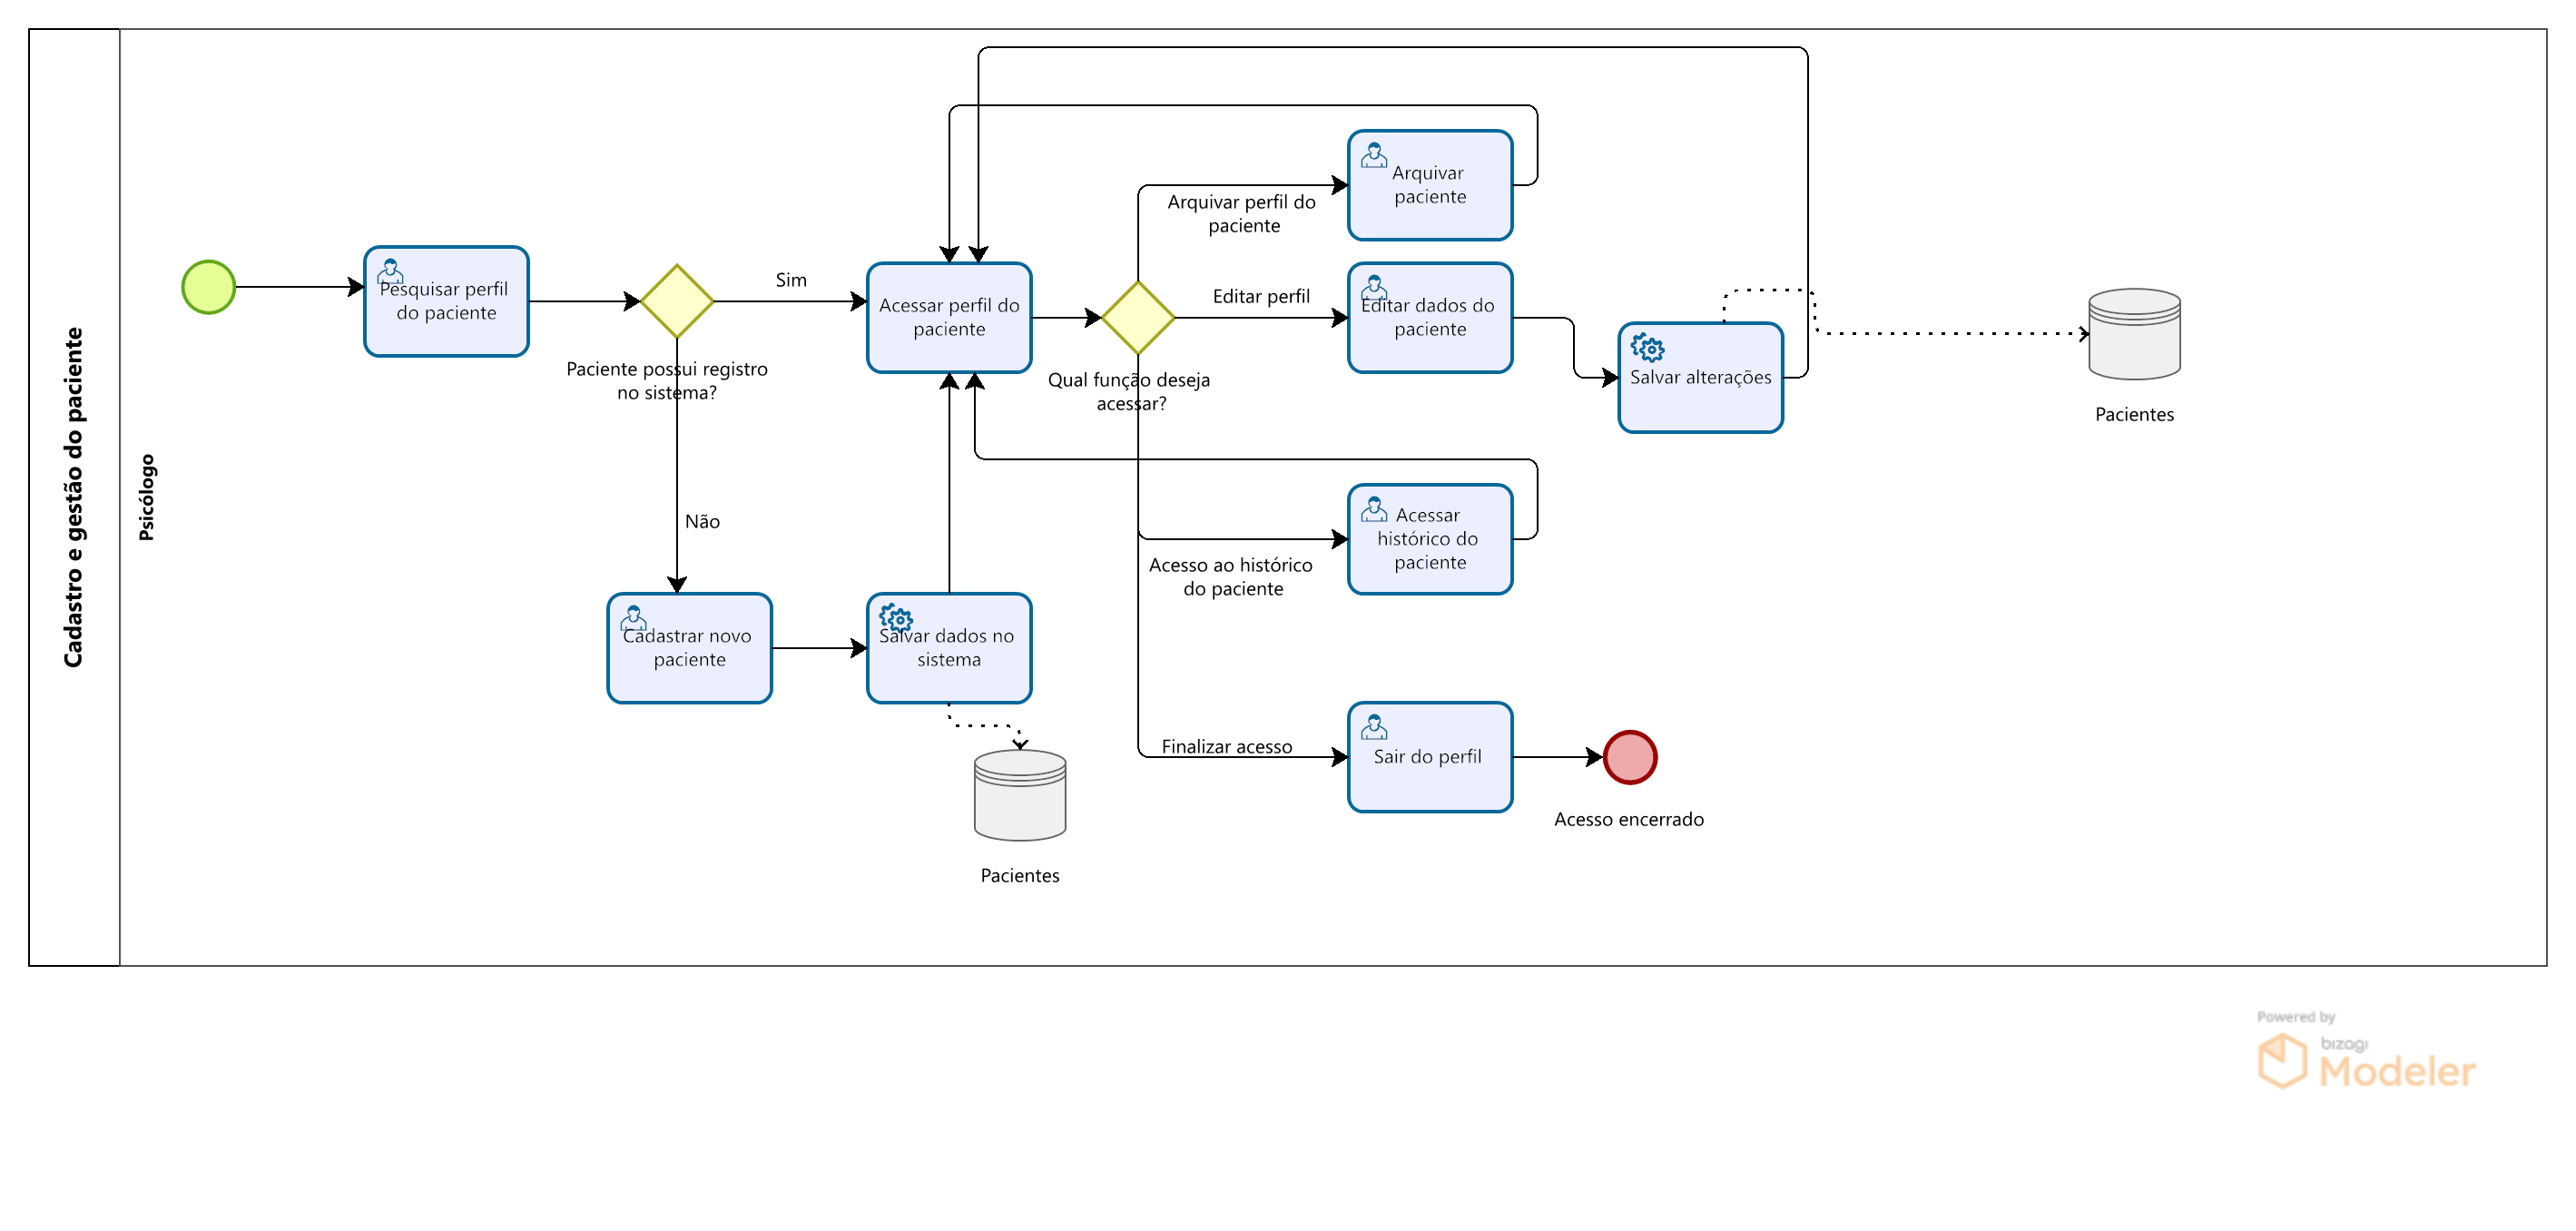 Cadastro e gestão do paciente
Psicólogo
Pesquisar perfil
do paciente
Paciente possui registro
no sistema?
Sim
Não
Cadastrar novo
paciente
Salvar dados no
sistema
Pacientes
Acessar perfil do
paciente
Qual função deseja
acessar?
Arquivar perfil do
paciente
Arquivar
paciente
Editar perfil
Editar dados do
paciente
Salvar alterações
Pacientes
Acesso ao histórico
do paciente
Acessar
histórico do
paciente
Finalizar acesso
Sair do perfil
Acesso encerrado
Powered by
bizagi
Modeler